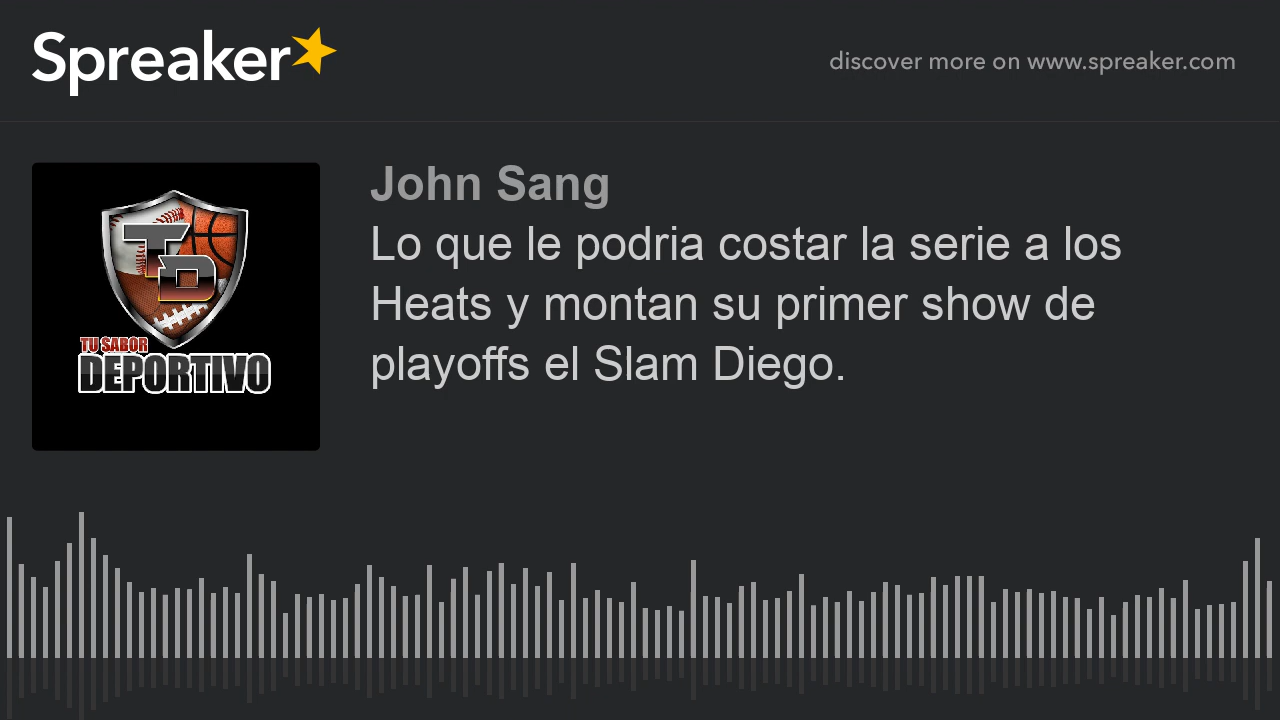 Spreaker
discover more on www.spreaker.com
John Sang
Lo que le podria costar la serie a los
Heats y montan su primer show de
playoffs el Slam Diego.
TD
TU SABOR
DEPORTIVO